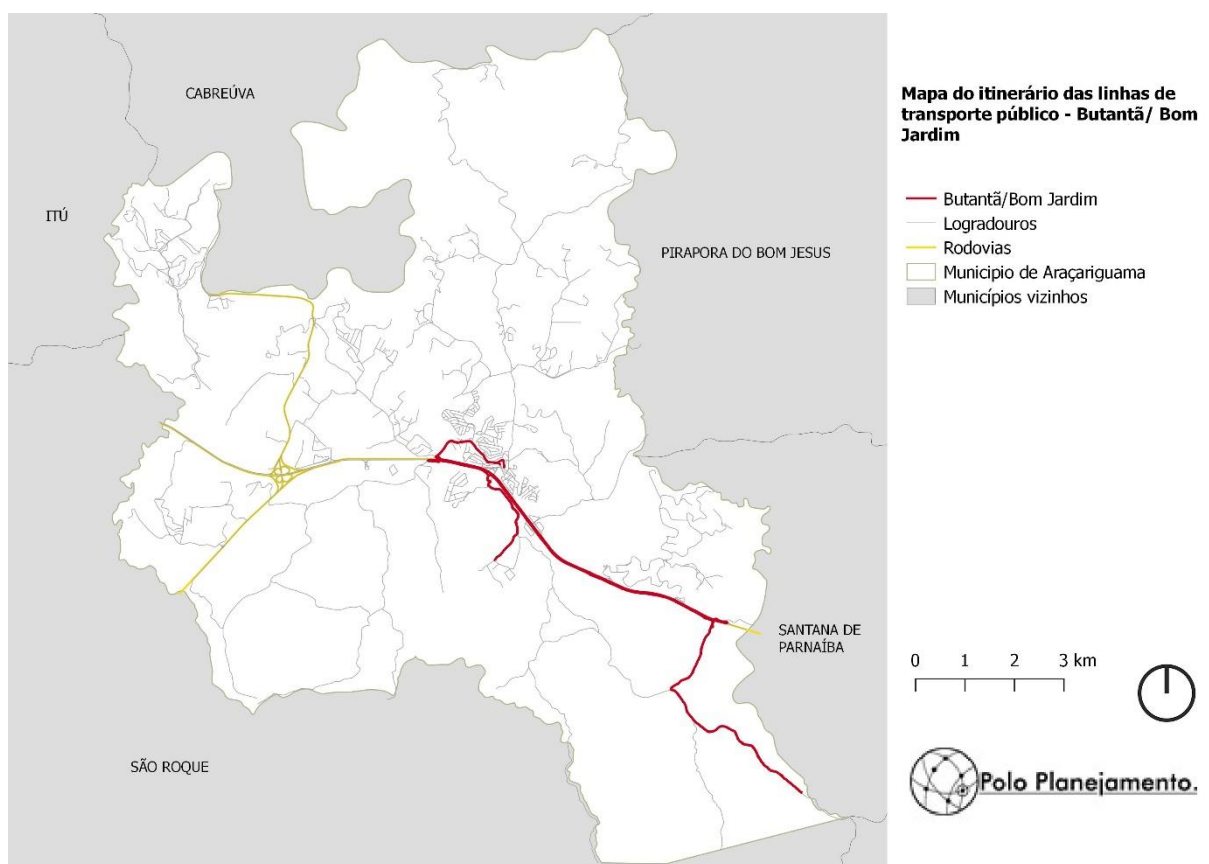 CABREÚVA
ITÚ
PIRAPORA DO BOM JESUS
SANTANA DE
PARNAÍBA
SÃO ROQUE
Mapa do itinerário das linhas de
transporte público - Butantã/ Bom
Jardim
Butantã/Bom Jardim
Logradouros
Rodovias
Municipio de Araçariguama
Municípios vizinhos
0 1 2 3 km
Polo Planejamento.